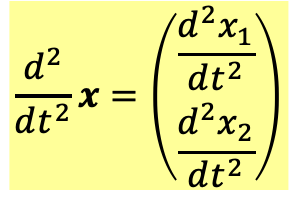 d²/dt² x = (d²x₁/dt²
d²x₂/dt²)